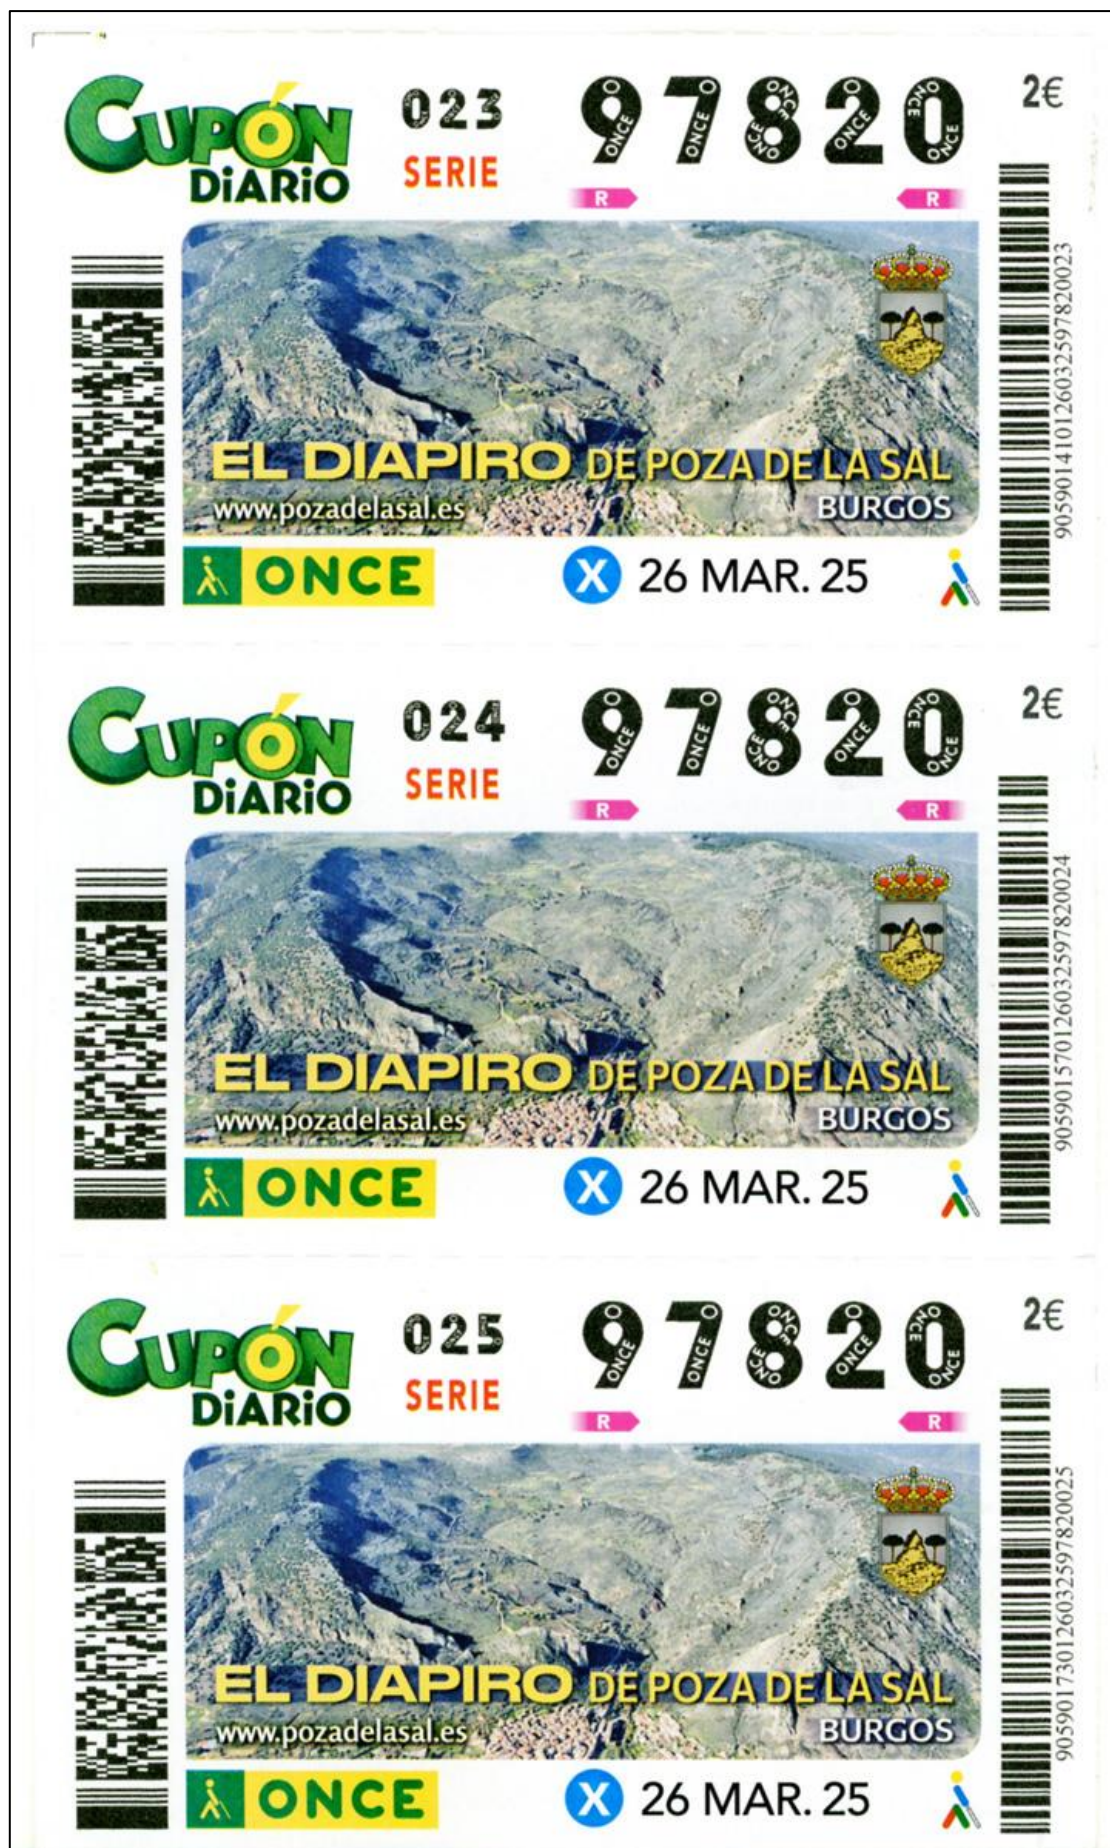 CUPÓN
DiARiO
023
SERIE
97820
2€
R
R
EL DIAPIRO DE POZA DE LA SAL
www.pozadelasal.es
BURGOS
ONCE
X 26 MAR. 25
905901410126032597820023
CUPÓN
DiARiO
024
SERIE
97820
2€
R
R
EL DIAPIRO DE POZA DE LA SAL
www.pozadelasal.es
BURGOS
ONCE
X 26 MAR. 25
905901570126032597820024
CUPÓN
DiARiO
025
SERIE
97820
2€
R
R
EL DIAPIRO DE POZA DE LA SAL
www.pozadelasal.es
BURGOS
ONCE
X 26 MAR. 25
905901730126032597820025